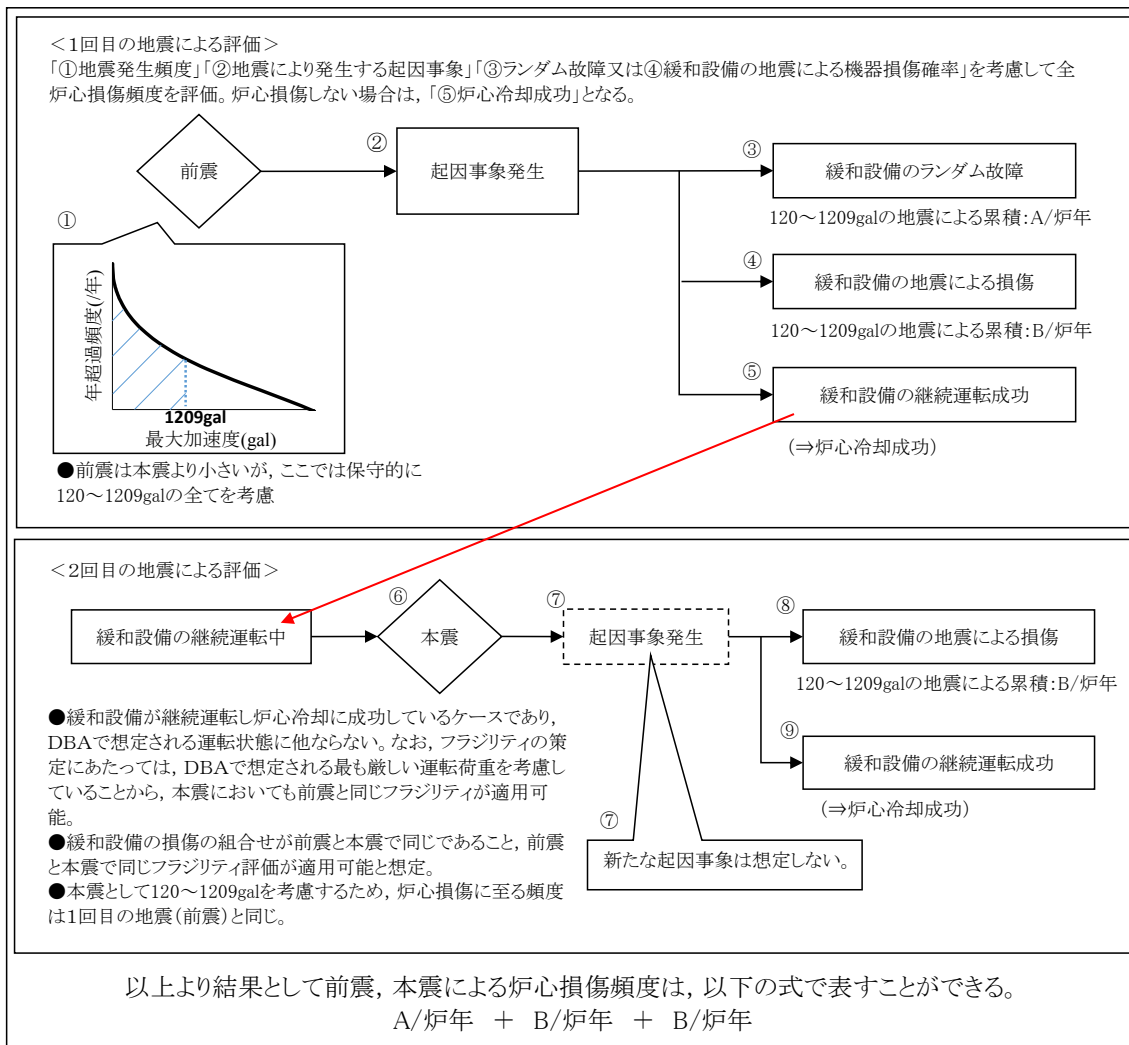 ＜1回目の地震による評価＞
「①地震発生頻度」「②地震により発生する起因事象」「③ランダム故障又は④緩和設備の地震による機器損傷確率」を考慮して全
炉心損傷頻度を評価。炉心損傷しない場合は，「⑤炉心冷却成功」となる。
前震
②
起因事象発生
③
緩和設備のランダム故障
120～1209galの地震による累積：A/炉年
①
年超過頻度(/年)
1209gal
最大加速度(gal)
④
緩和設備の地震による損傷
120～1209galの地震による累積：B/炉年
⑤
緩和設備の継続運転成功
（⇒炉心冷却成功）
●前震は本震より小さいが，ここでは保守的に
120～1209galの全てを考慮
＜2回目の地震による評価＞
緩和設備の継続運転中
⑥
本震
⑦
起因事象発生
⑧
緩和設備の地震による損傷
120～1209galの地震による累積：B/炉年
⑨
緩和設備の継続運転成功
（⇒炉心冷却成功）
⑦
新たな起因事象は想定しない。
●緩和設備が継続運転し炉心冷却に成功しているケースであり，
DBAで想定される運転状態に他ならない。なお，フラジリティの策
定にあたっては，DBAで想定される最も厳しい運転荷重を考慮し
ていることから，本震においても前震と同じフラジリティが適用可
能。
●緩和設備の損傷の組合せが前震と本震で同じであること，前震
と本震で同じフラジリティ評価が適用可能と想定。
●本震として120～1209galを考慮するため，炉心損傷に至る頻度
は1回目の地震（前震）と同じ。
以上より結果として前震，本震による炉心損傷頻度は，以下の式で表すことができる。
A/炉年 ＋ B/炉年 ＋ B/炉年